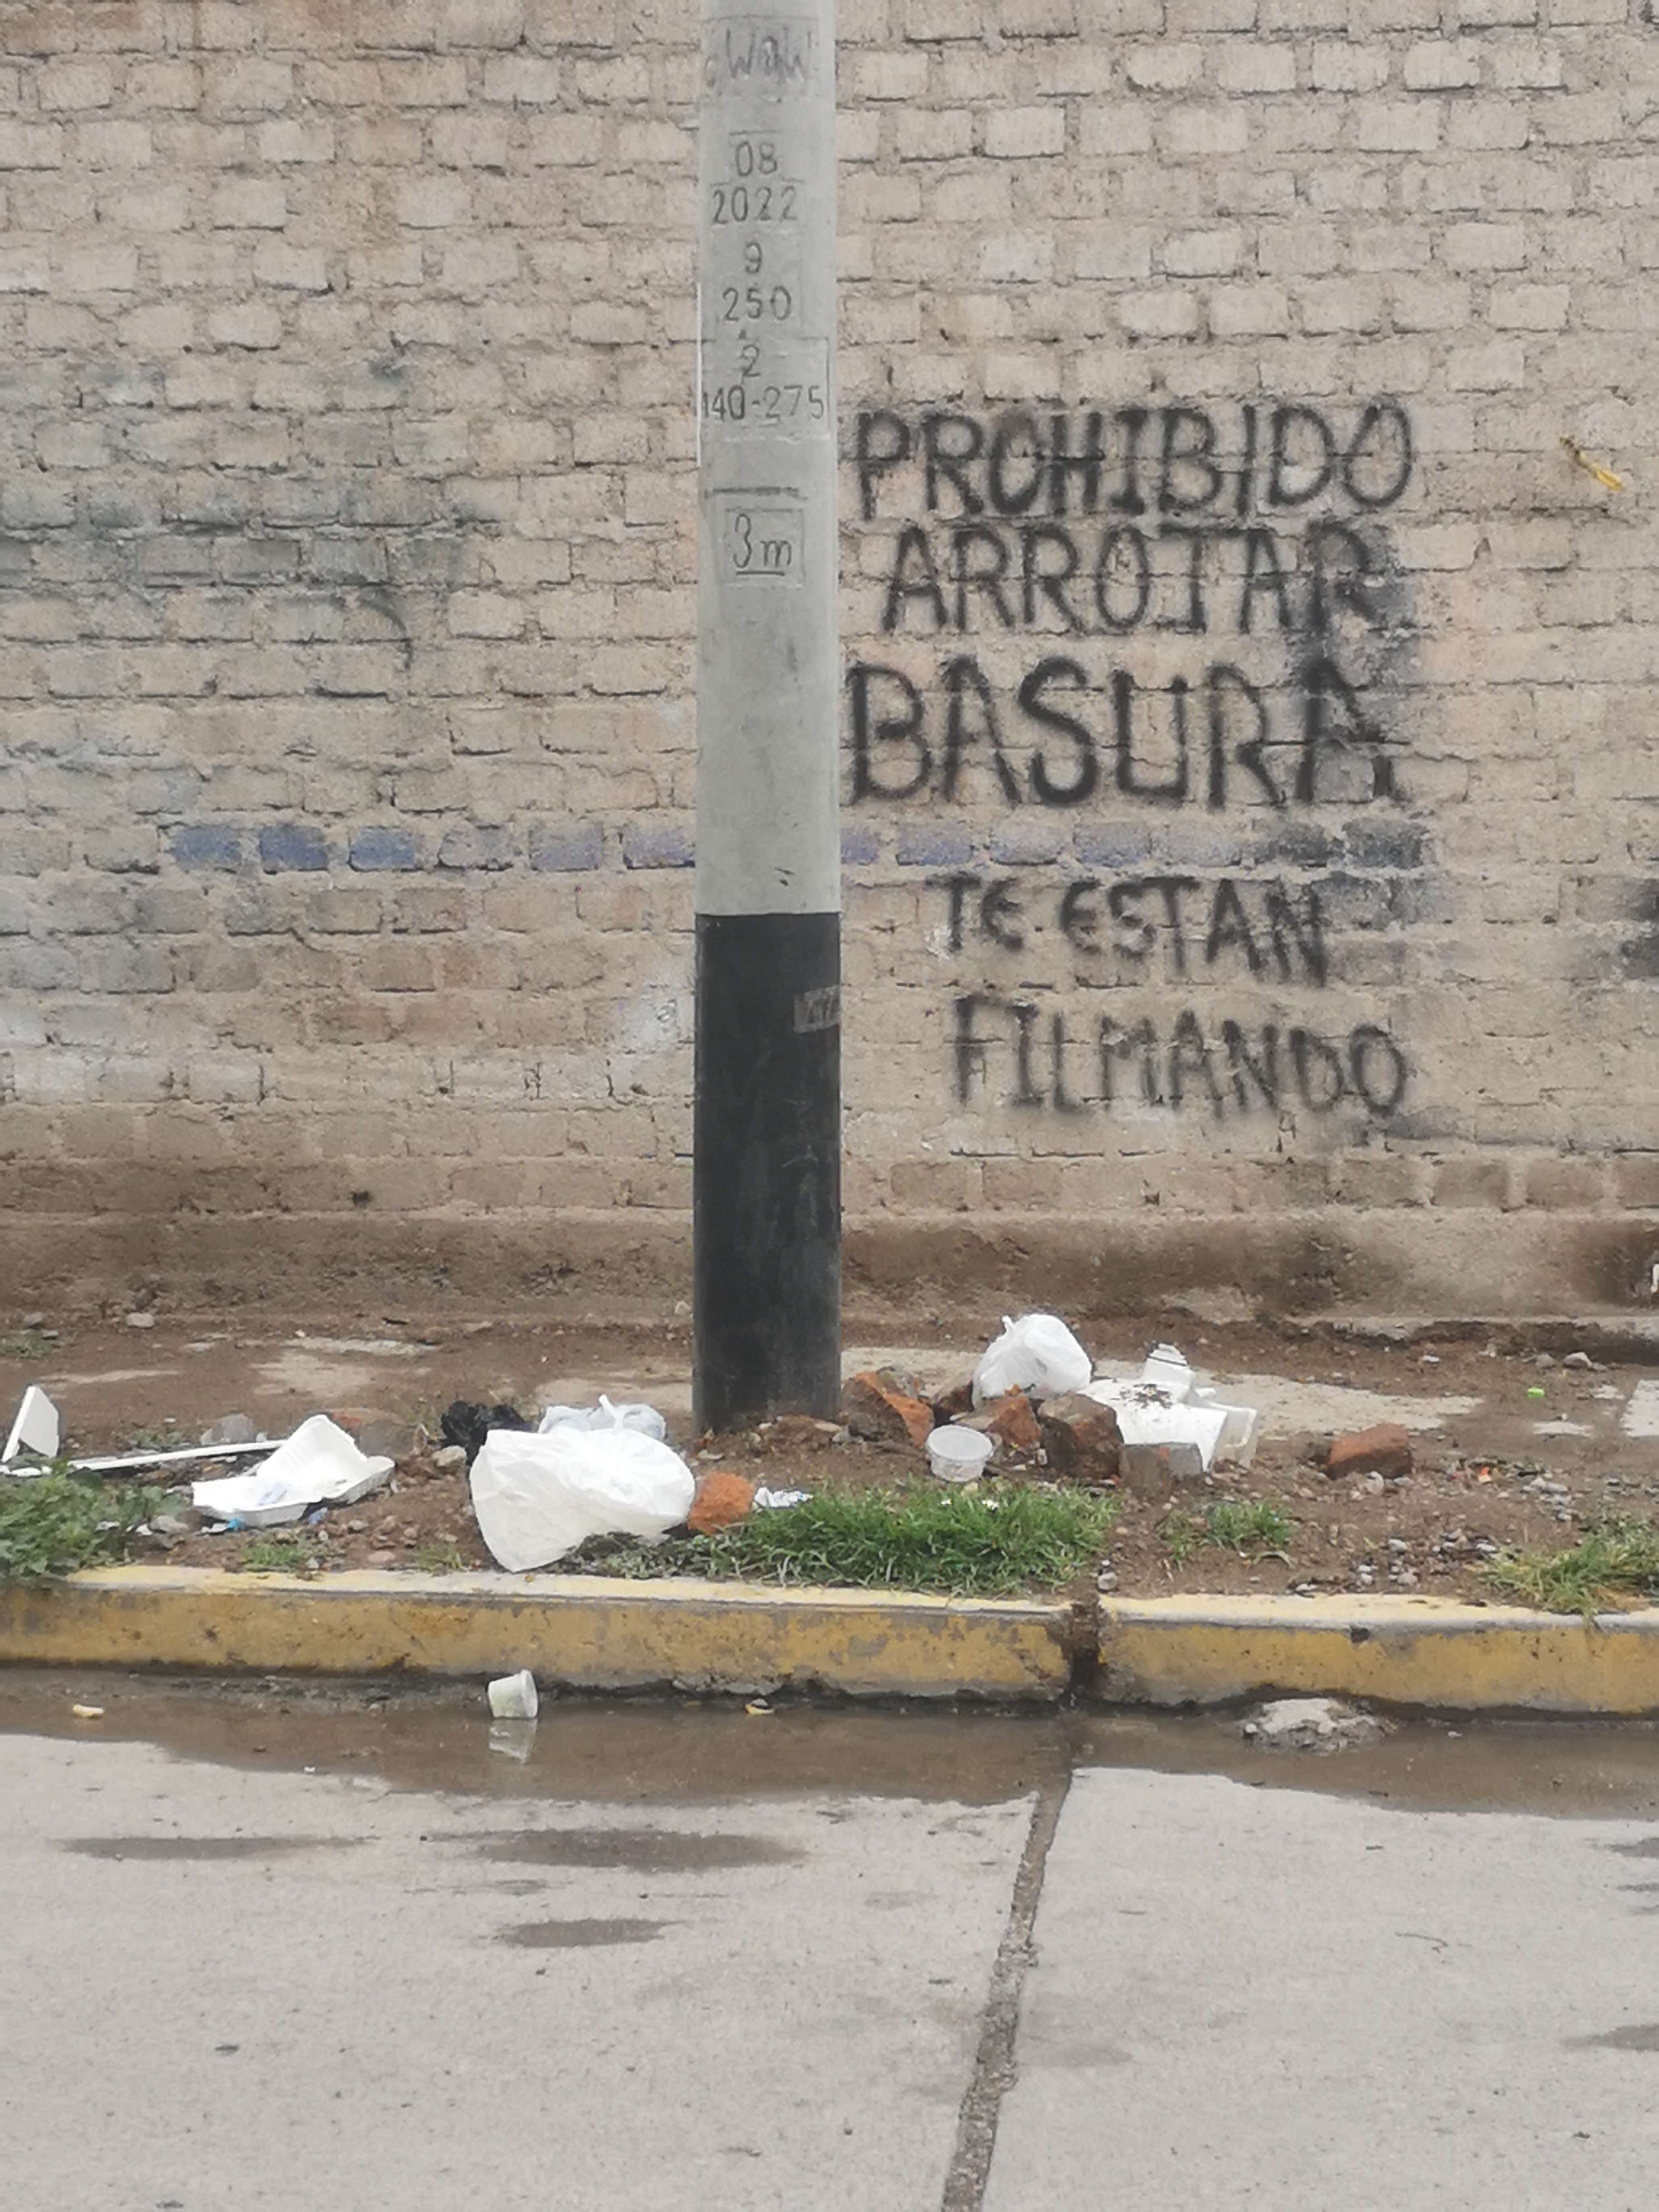 08
2022
9
250
2
140-275
3m
PROHIBIDO
ARROJAR
BASURA
TE ESTAN
FILMANDO